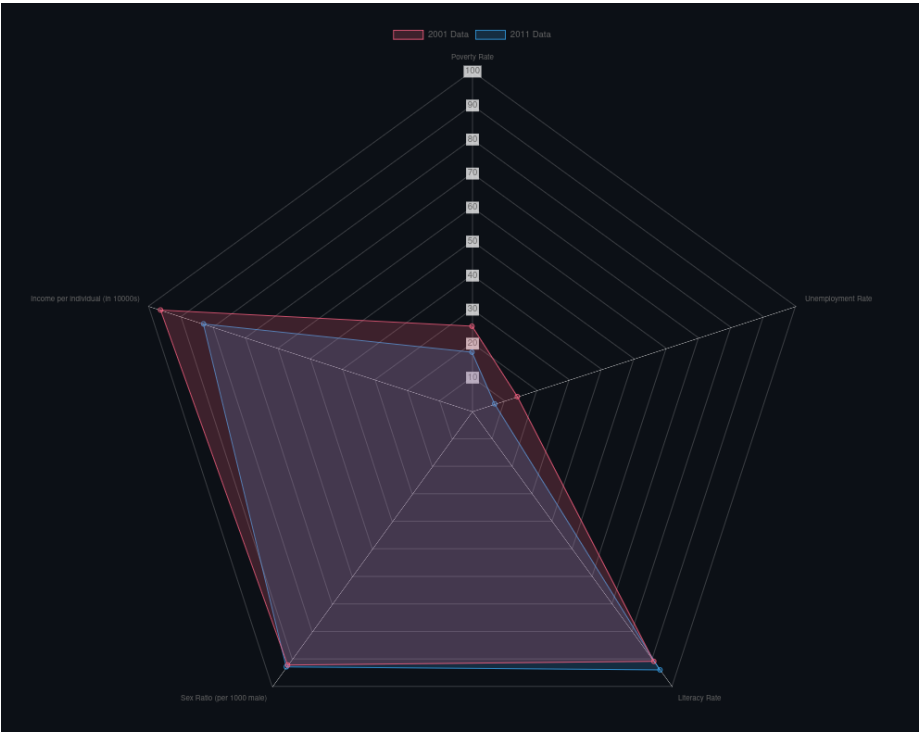 2001 Data 2011 Data
Poverty Rate
100
90
80
70
60
50
40
30
20
10
Income per individual (in 10000s)
Unemployment Rate
Sex Ratio (per 1000 male)
Literacy Rate